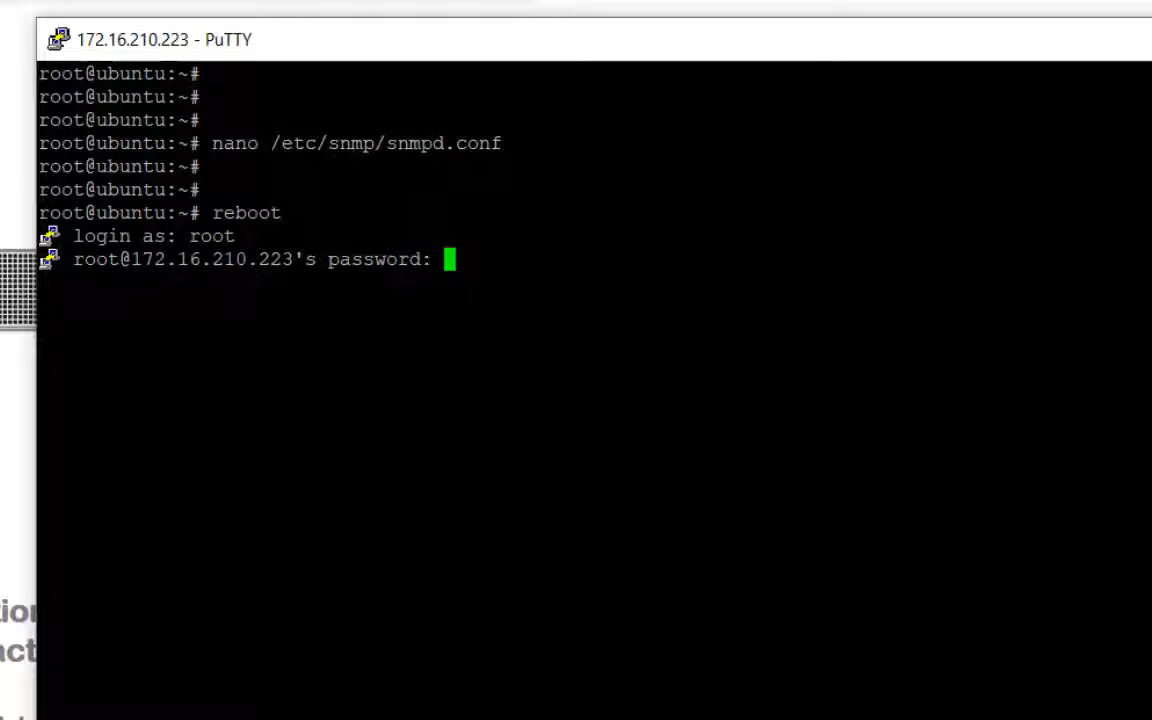 172.16.210.223 - PuTTY
root@ubuntu:~#
root@ubuntu:~#
root@ubuntu:~#
root@ubuntu:~# nano /etc/snmp/snmpd.conf
root@ubuntu:~#
root@ubuntu:~#
root@ubuntu:~# reboot
login as: root
root@172.16.210.223's password: